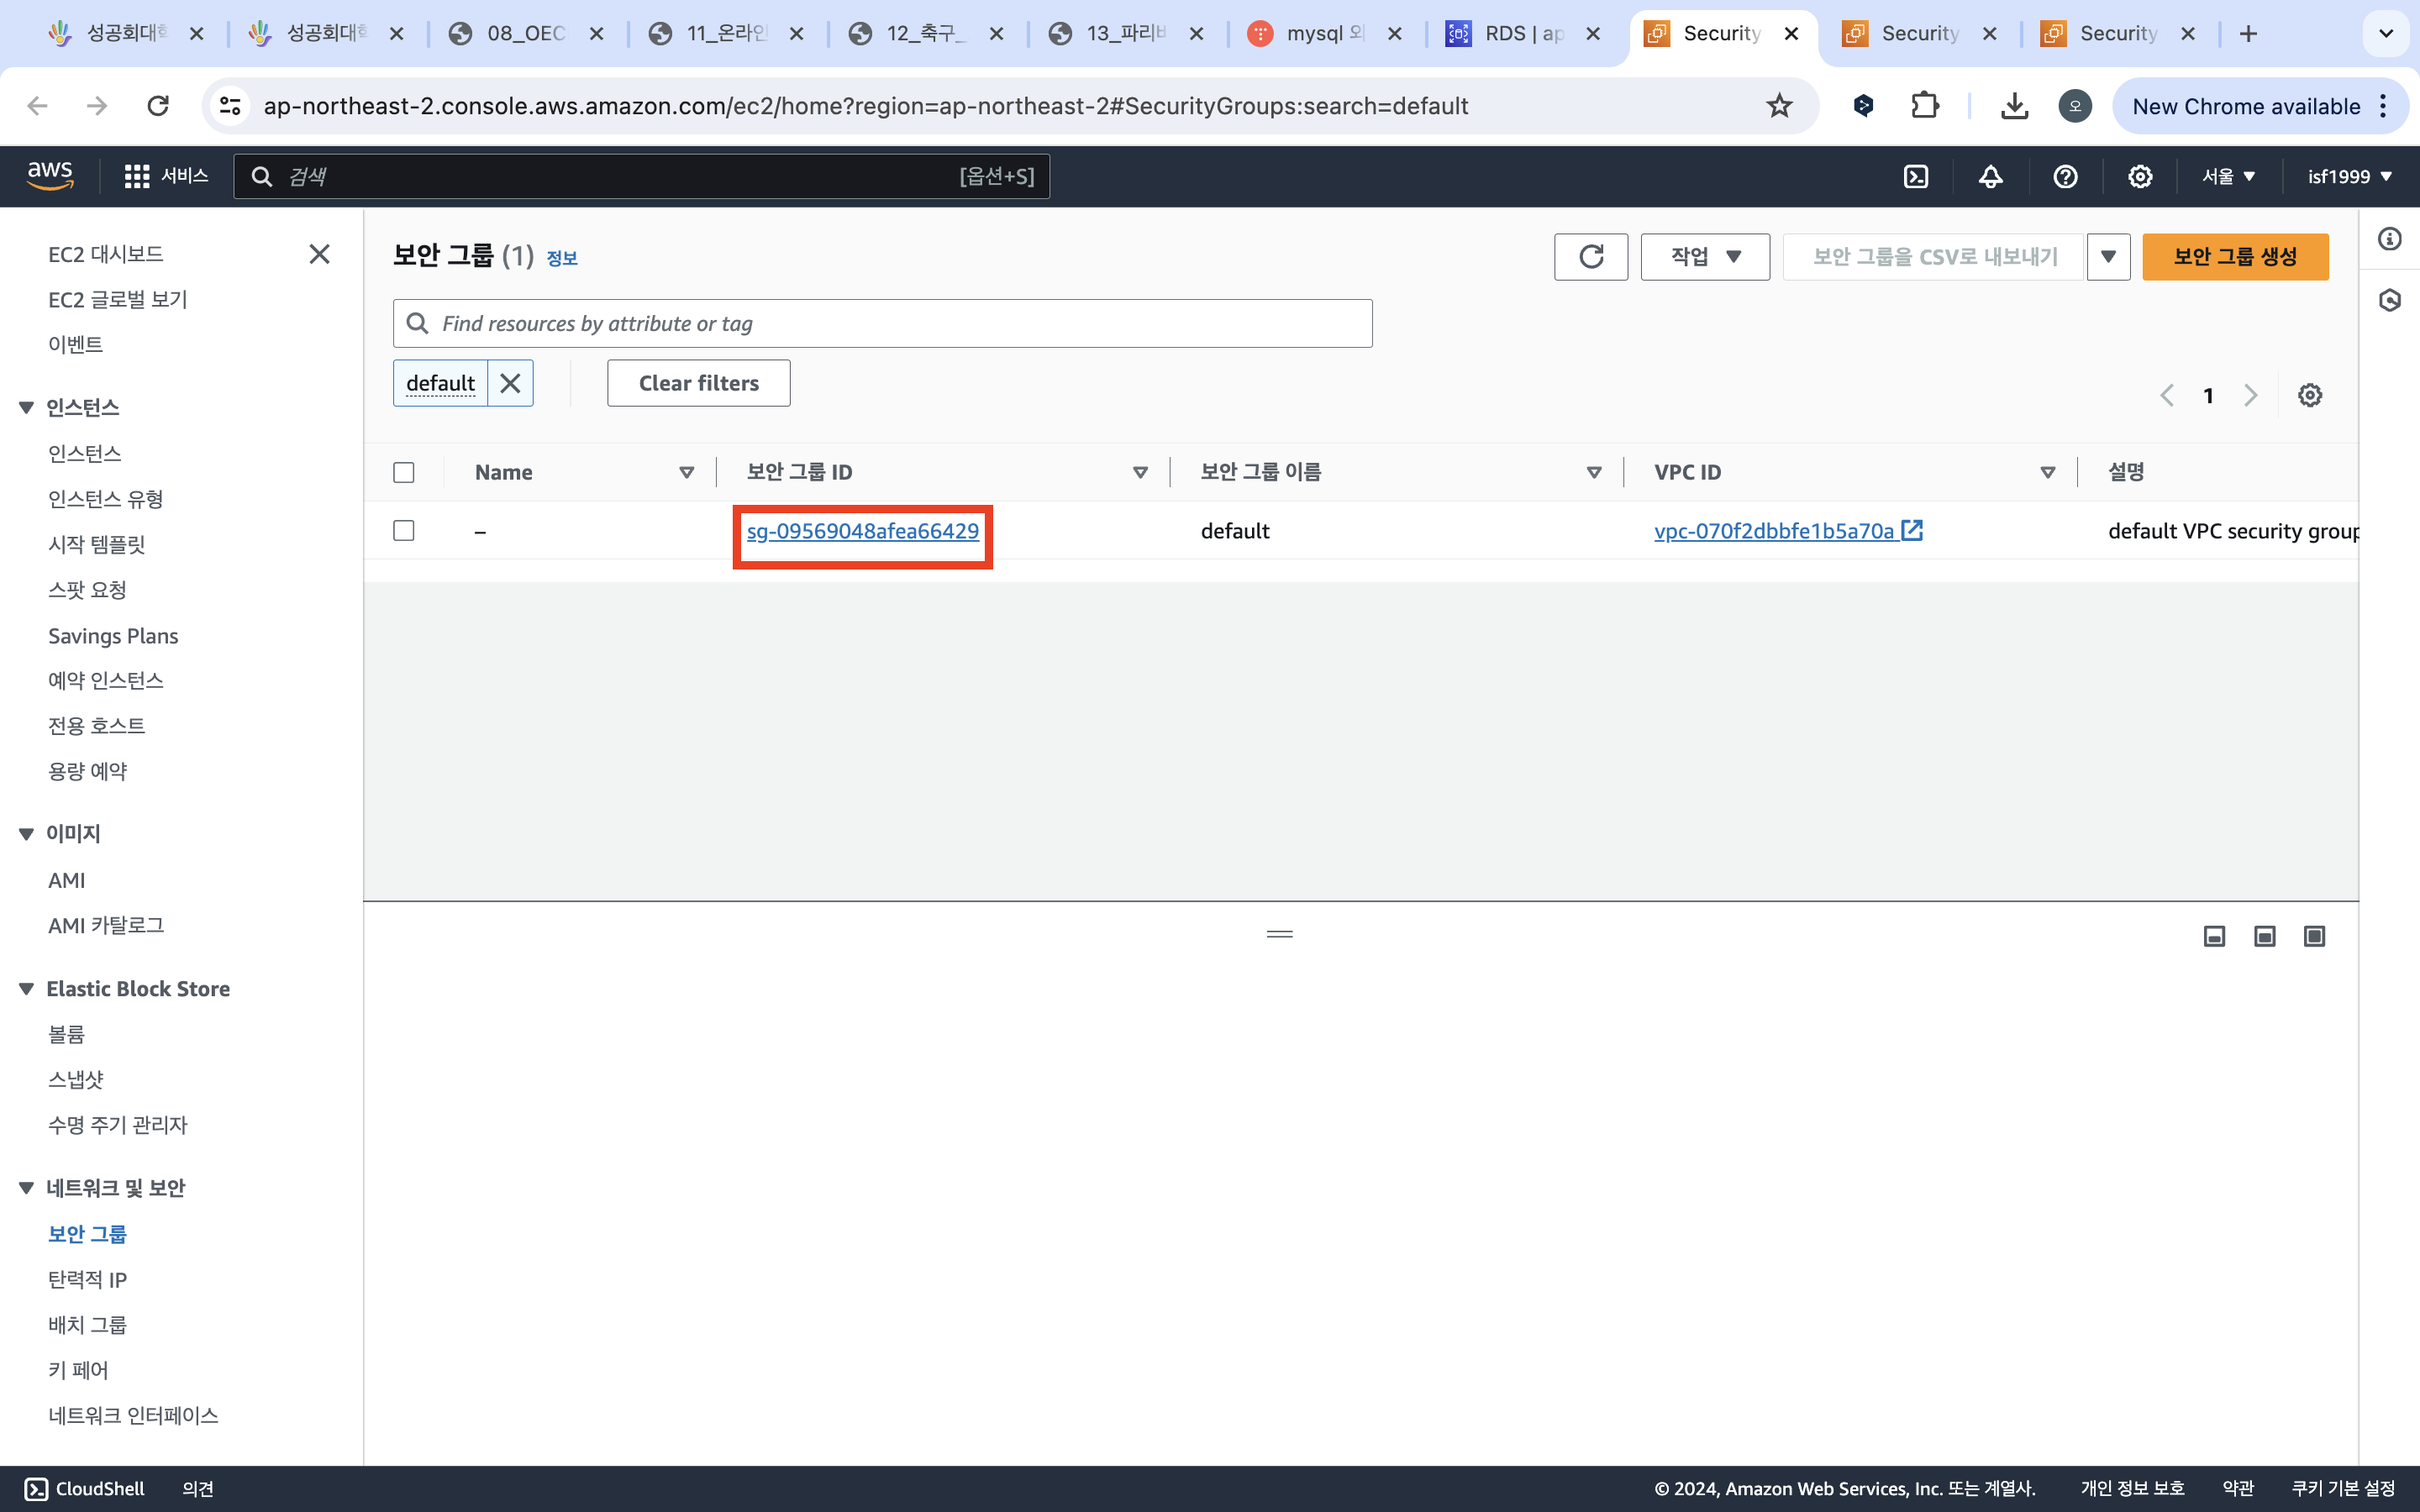 성공회대학
성공회대학
08_OEC
11_온라인
12_축구_
13_파리바
mysql 외
RDS | ap
Security
Security
Security
ap-northeast-2.console.aws.amazon.com/ec2/home?region=ap-northeast-2#SecurityGroups:search=default
오
New Chrome available
aws
서비스
검색
[옵션+S]
서울
isf1999
EC2 대시보드
EC2 글로벌 보기
이벤트
인스턴스
인스턴스
인스턴스 유형
시작 템플릿
스팟 요청
Savings Plans
예약 인스턴스
전용 호스트
용량 예약
이미지
AMI
AMI 카탈로그
Elastic Block Store
볼륨
스냅샷
수명 주기 관리자
네트워크 및 보안
보안 그룹
탄력적 IP
배치 그룹
키 페어
네트워크 인터페이스
보안 그룹 (1) 정보
작업
보안 그룹을 CSV로 내보내기
보안 그룹 생성
Find resources by attribute or tag
default
Clear filters
1
Name
보안 그룹 ID
보안 그룹 이름
VPC ID
설명
–
sg-09569048afea66429
default
vpc-070f2dbbfe1b5a70a
default VPC security group
CloudShell
의견
© 2024, Amazon Web Services, Inc. 또는 계열사.
개인 정보 보호
약관
쿠키 기본 설정